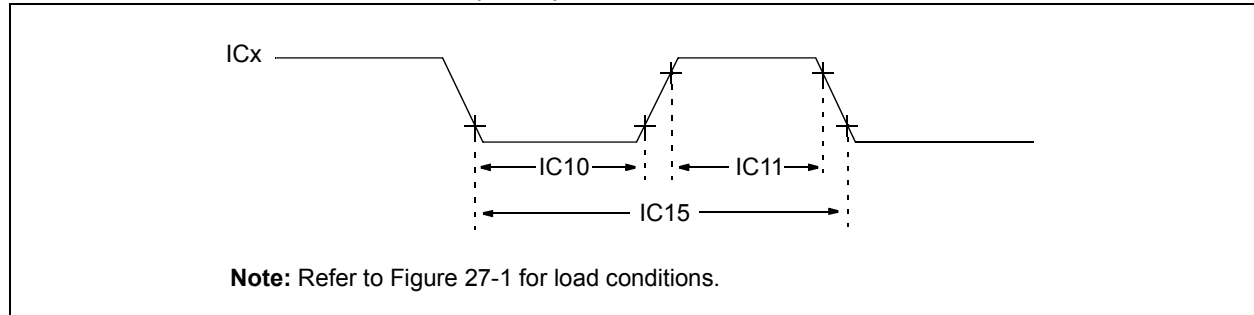 ICx
IC10
IC11
IC15
Note: Refer to Figure 27-1 for load conditions.